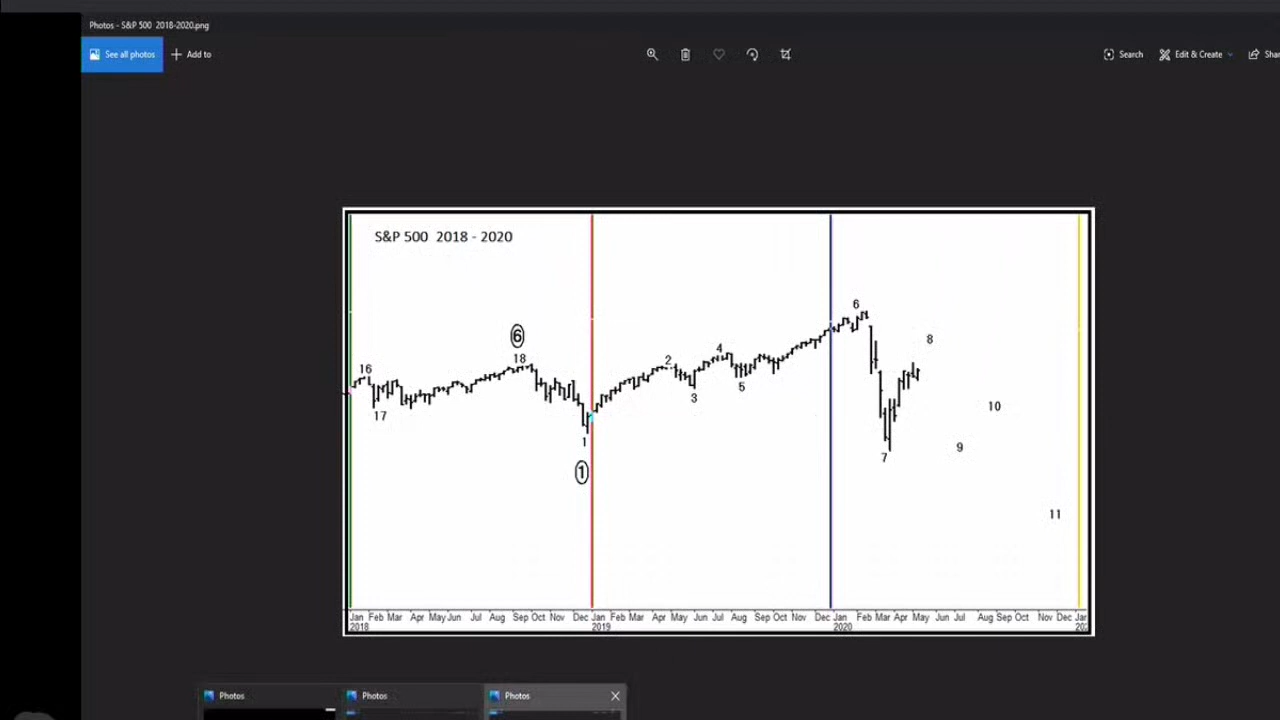 Photos - S&P 500 2018-2020.png
See all photos
Add to
Search
Edit & Create
S&P 500 2018 - 2020
6
6
18
8
4
2
16
5
3
10
17
1
9
7
1
11
Jan Feb Mar Apr May Jun Jul Aug Sep Oct Nov Dec Jan Feb Mar Apr May Jun Jul Aug Sep Oct Nov Dec Jan Feb Mar Apr May Jun Jul Aug Sep Oct Nov Dec Jan
2018 2019 2020
Photos Photos Photos